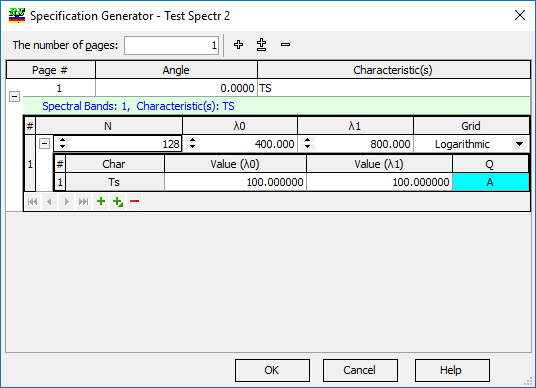 Specification Generator - Test Spectr 2
The number of pages: 1
Page # Angle Characteristic(s)
1 0.0000 TS
Spectral Bands: 1, Characteristic(s): TS
# N λ0 λ1 Grid
1 128 400.000 800.000 Logarithmic
# Char Value (λ0) Value (λ1) Q
1 Ts 100.000000 100.000000 A
OK Cancel Help